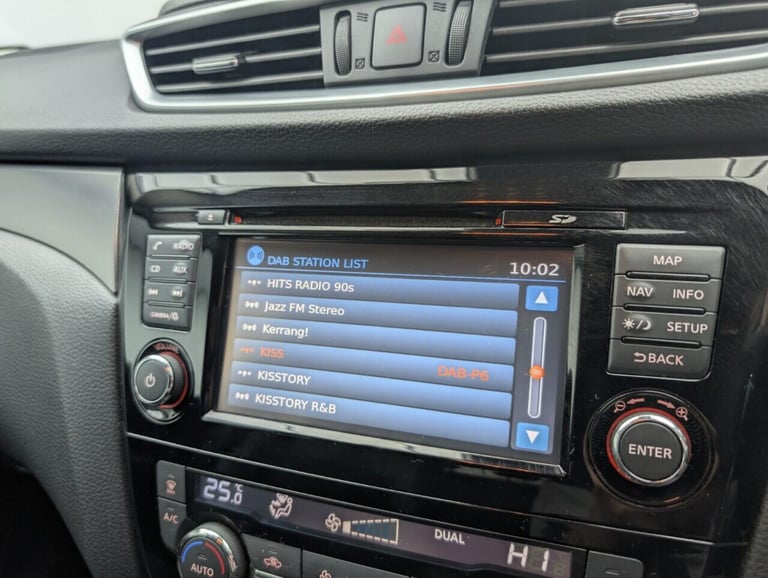 SD
RADIO
CD AUX
CAMERA
VOLUME
DAB STATION LIST 10:02
HITS RADIO 90s
Jazz FM Stereo
Kerrang!
KISS
KISSTORY DAB-P6
KISSTORY R&B
MAP
NAV INFO
SETUP
BACK
ENTER
25.0 °C
A/C
AUTO
DUAL
HI